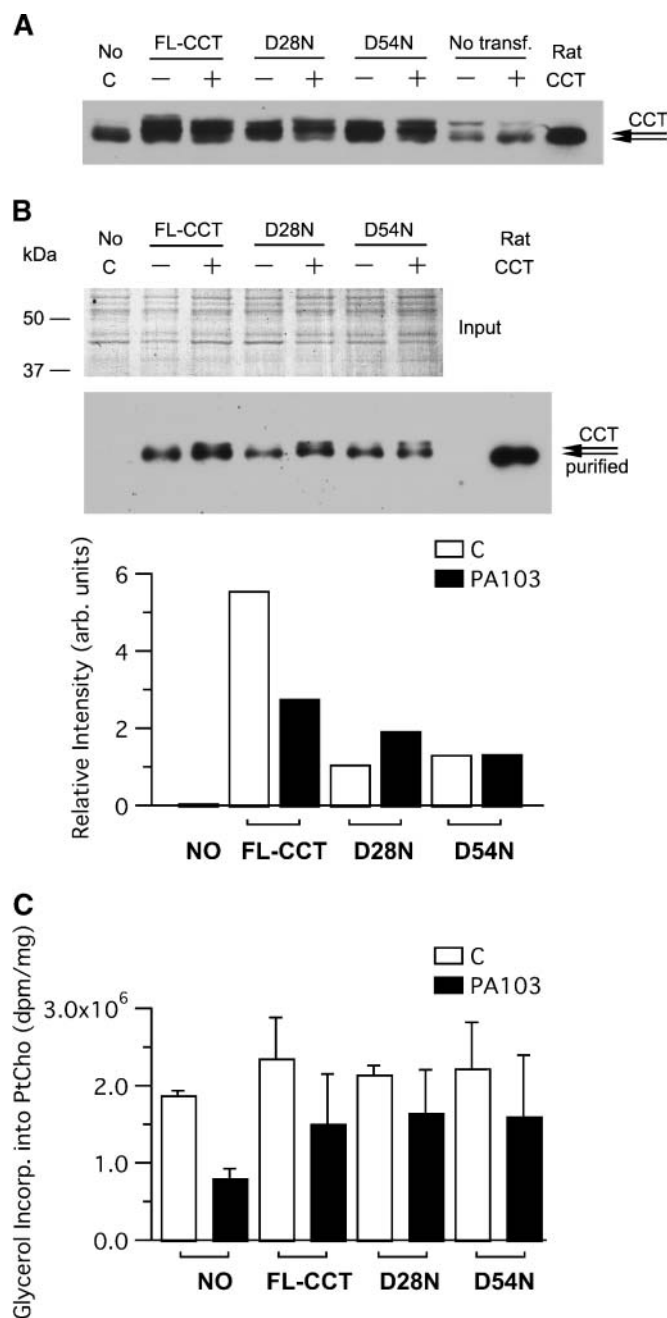 A
No FL-CCT D28N D54N No transf. Rat
C − + − + − + − + CCT
CCT
B
No FL-CCT D28N D54N Rat
kDa
C − + − + − + CCT
50
Input
37
CCT
purified
C
PA103
Relative Intensity (arb. units)
6
4
2
0
NO FL-CCT D28N D54N
C
C
PA103
Glycerol Incorp. into PtCho (dpm/mg)
3.0x10⁶
2.0
1.0
0.0
NO FL-CCT D28N D54N